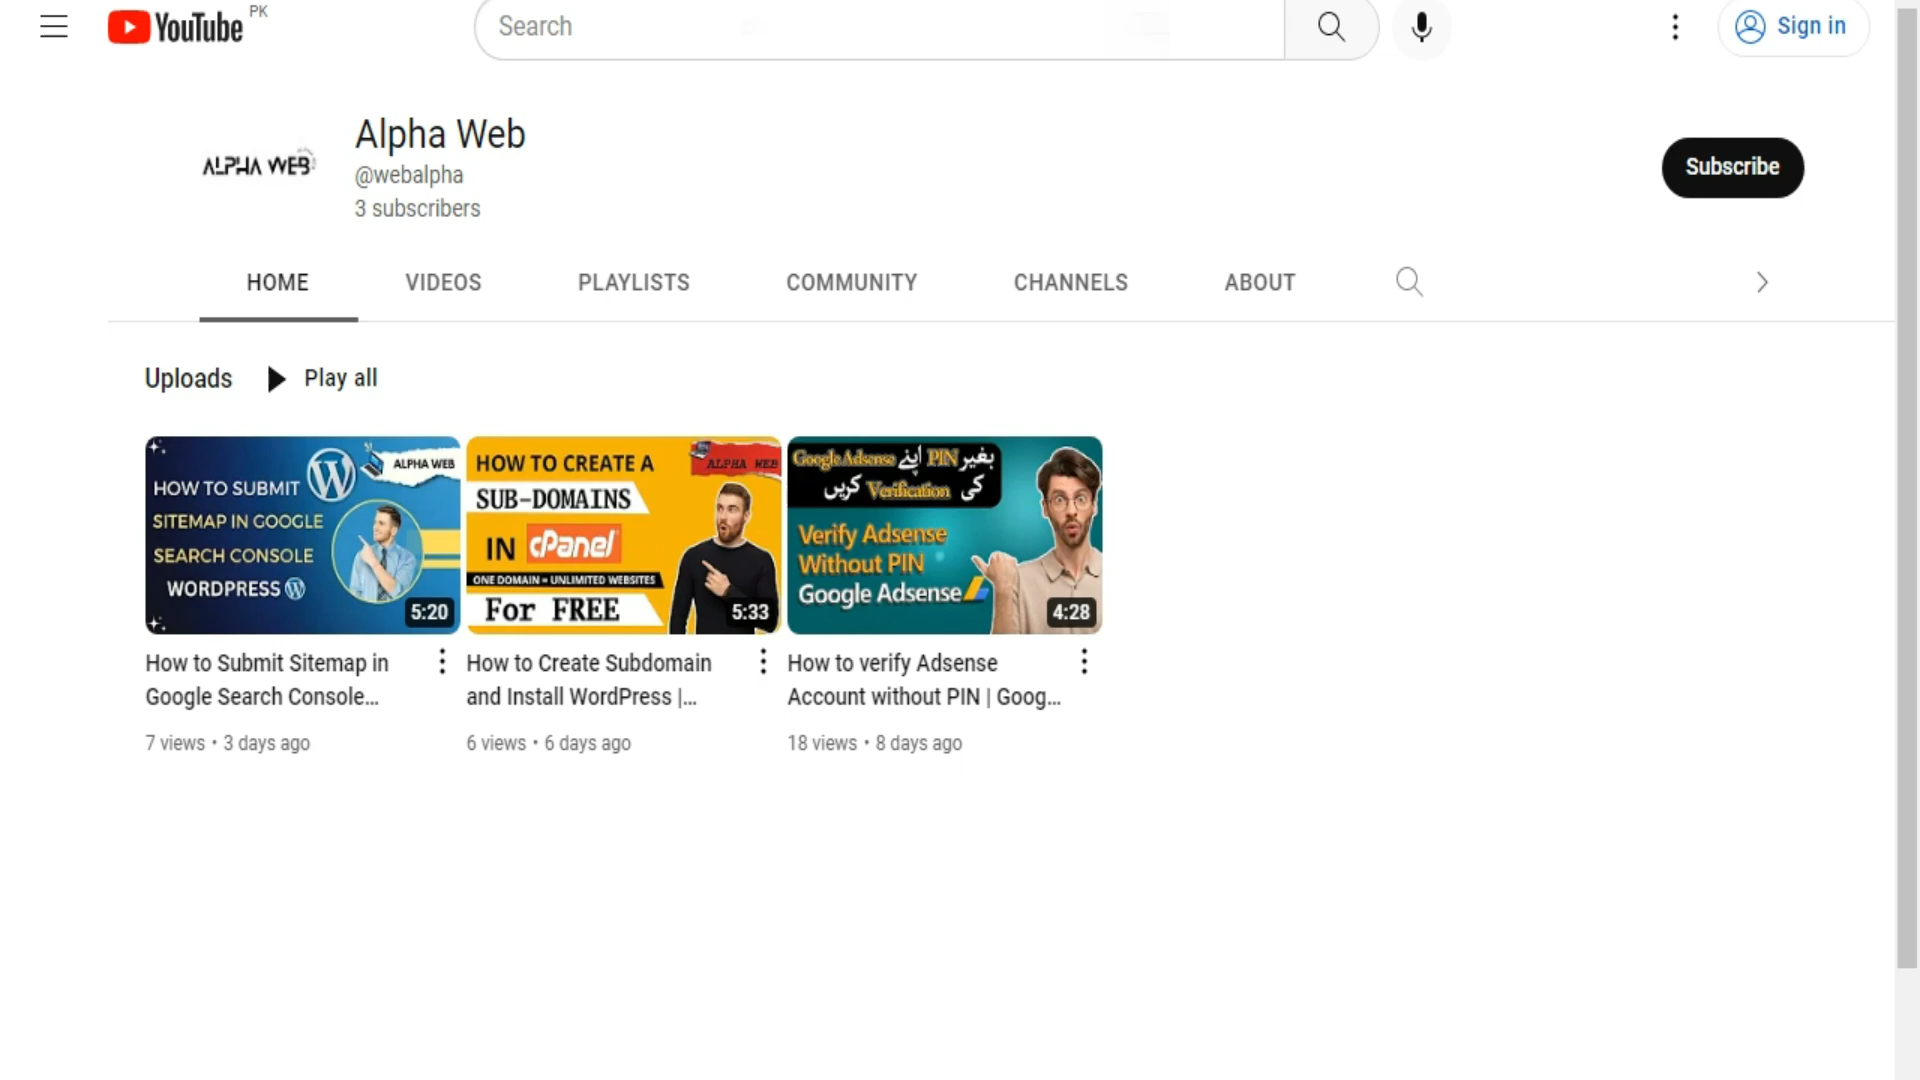 YouTube PK
Search
Sign in
ALPHA WEB
Alpha Web
@webalpha
3 subscribers
Subscribe
HOME VIDEOS PLAYLISTS COMMUNITY CHANNELS ABOUT
Uploads Play all
ALPHA WEB
HOW TO SUBMIT
SITEMAP IN GOOGLE
SEARCH CONSOLE
WORDPRESS
5:20
HOW TO CREATE A
ALPHA WEB
SUB-DOMAINS
IN cPanel
ONE DOMAIN = UNLIMITED WEBSITES
For FREE
5:33
بغیر PIN اپنے Google Adsense
کی Verification کریں
Verify Adsense
Without PIN
Google Adsense
4:28
How to Submit Sitemap in
Google Search Console...
7 views • 3 days ago
How to Create Subdomain
and Install WordPress |...
6 views • 6 days ago
How to verify Adsense
Account without PIN | Goog...
18 views • 8 days ago